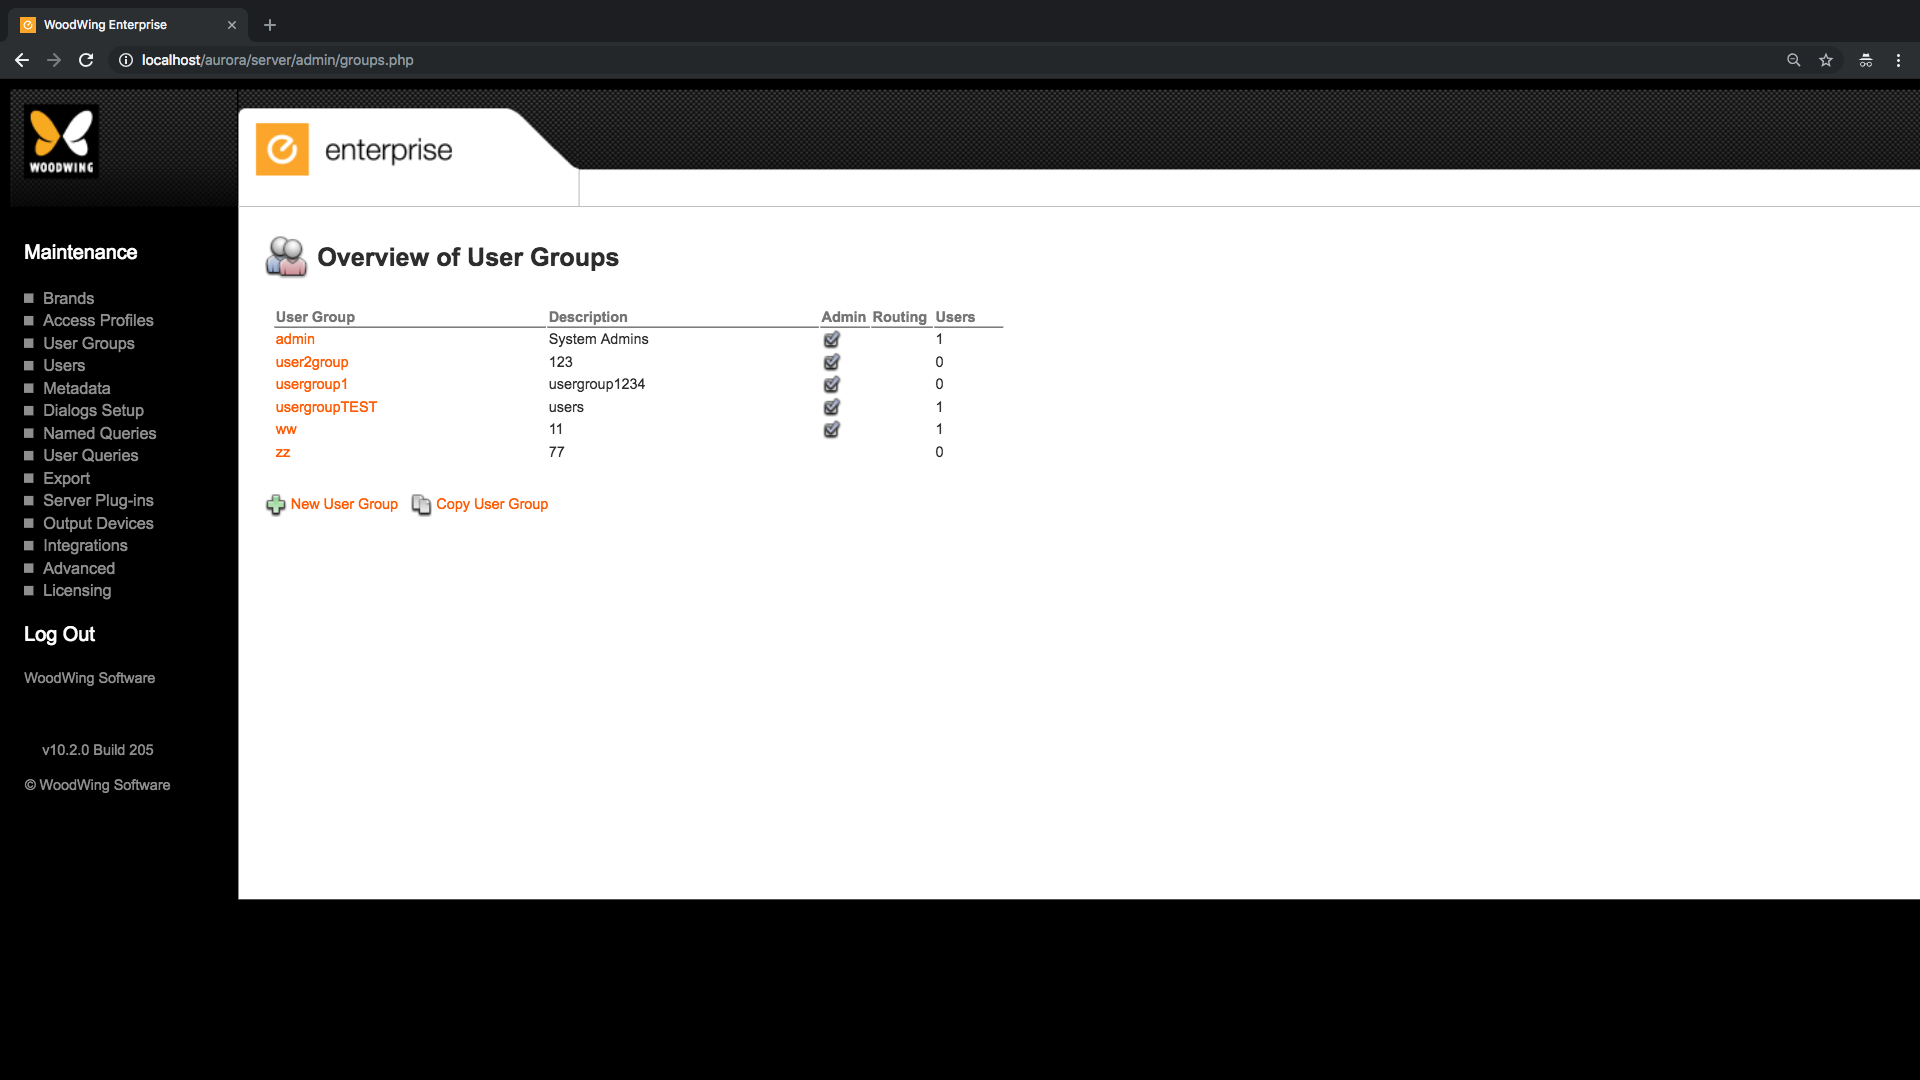 WoodWing Enterprise
localhost/aurora/server/admin/groups.php
WOODWING
enterprise
Maintenance
Brands
Access Profiles
User Groups
Users
Metadata
Dialogs Setup
Named Queries
User Queries
Export
Server Plug-ins
Output Devices
Integrations
Advanced
Licensing
Log Out
WoodWing Software
v10.2.0 Build 205
© WoodWing Software
Overview of User Groups
User Group Description Admin Routing Users
admin System Admins 1
user2group 123 0
usergroup1 usergroup1234 0
usergroupTEST users 1
ww 11 1
zz 77 0
New User Group Copy User Group